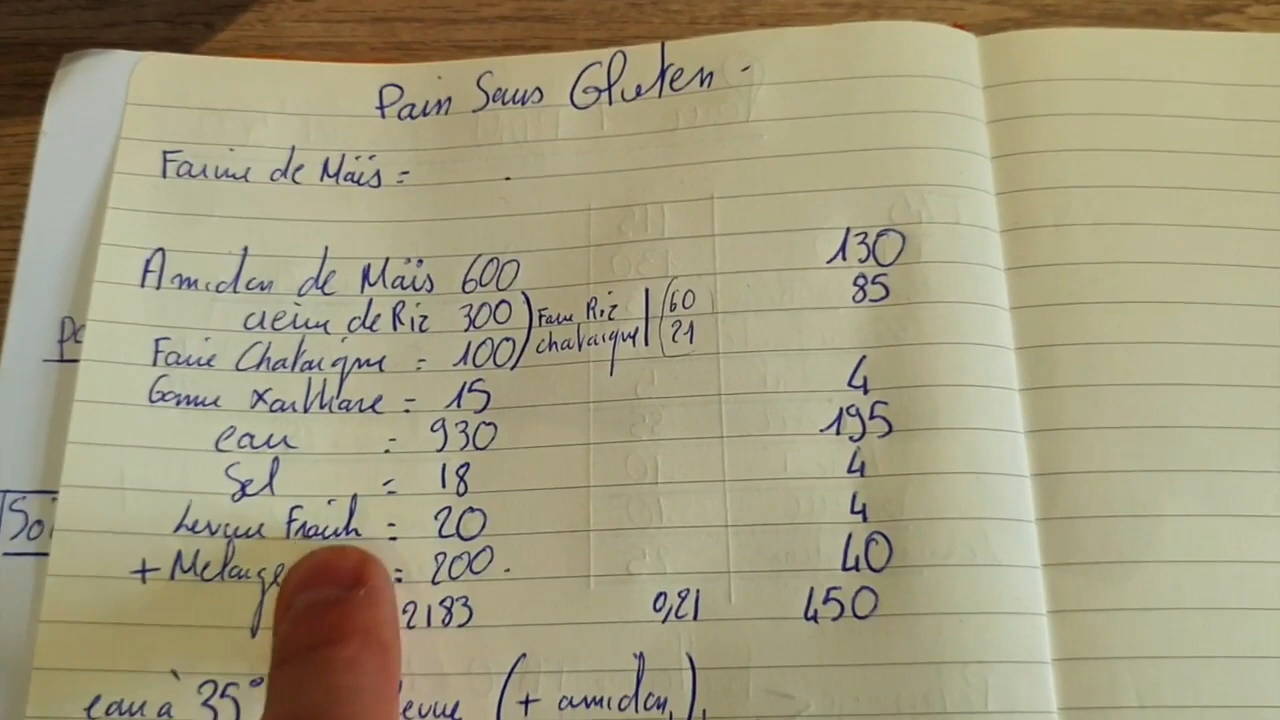 Pain Sans Gluten -
Farine de Maïs =
Amidon de Maïs 600 130
crème de Riz 300 Farine Riz 60 85
Farine Chataigne = 100 chataigne 21
Gomme Xanthane = 15 4
eau = 930 195
Sel = 18 4
Levure Fraich = 20 4
+ Melange = 200. 40
2183 0,21 450
eau à 35° levure (+ amidon).
So